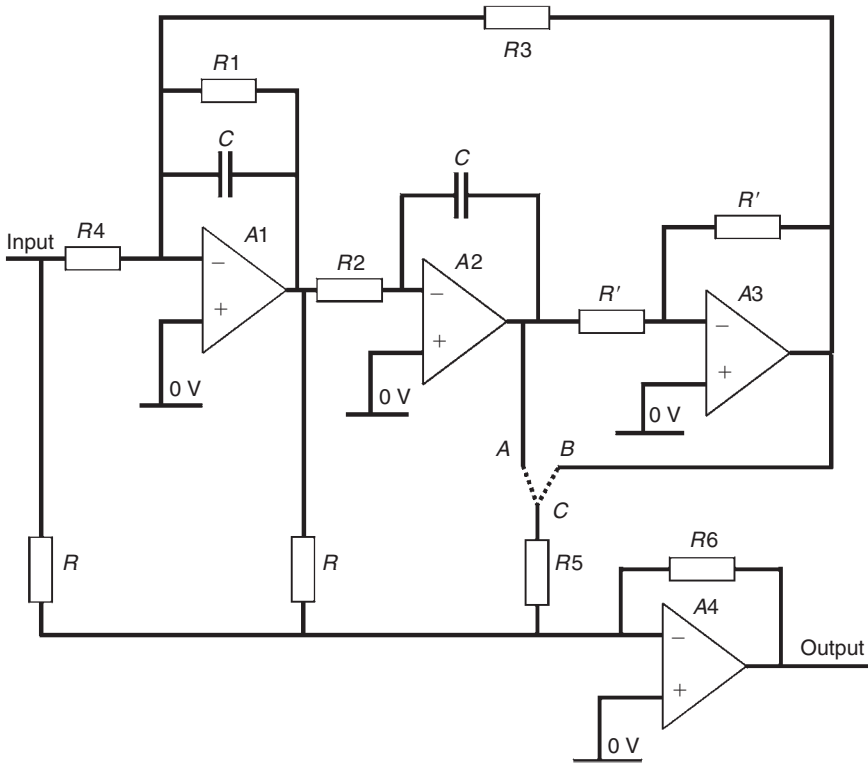 R3
R1
C
C
R'
Input
R4
A1
R2
A2
R'
A3
−
+
−
+
−
+
0 V
0 V
0 V
A
B
C
R
R
R5
R6
A4
−
+
Output
0 V